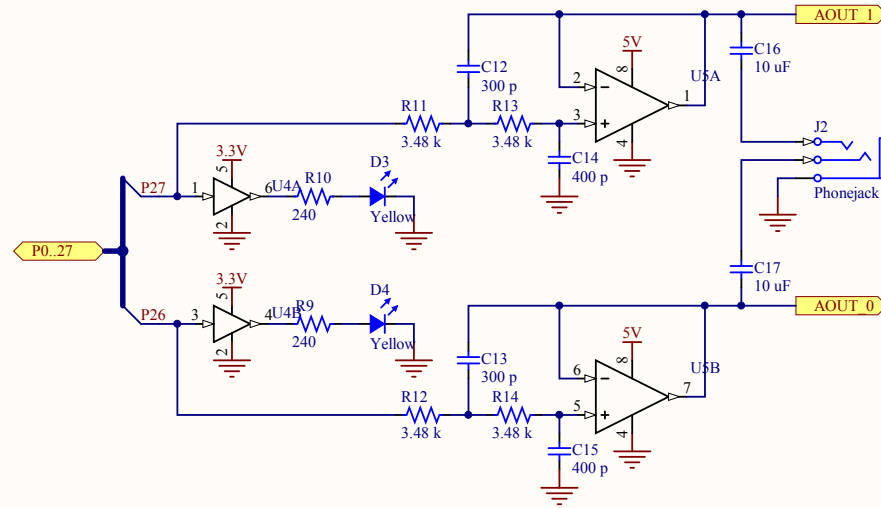 AOUT_1
5V
C16
10 uF
C12
300 p
8
U5A
2
1
R11
3.48 k
R13
3.48 k
3
4
J2
C14
400 p
Phonejack
3.3V
5
P27
1
6
U4A
R10
240
D3
Yellow
2
P0..27
C17
10 uF
3.3V
5
P26
3
4
U4B
R9
240
D4
Yellow
2
AOUT_0
5V
C13
300 p
8
U5B
6
7
R12
3.48 k
R14
3.48 k
5
4
C15
400 p